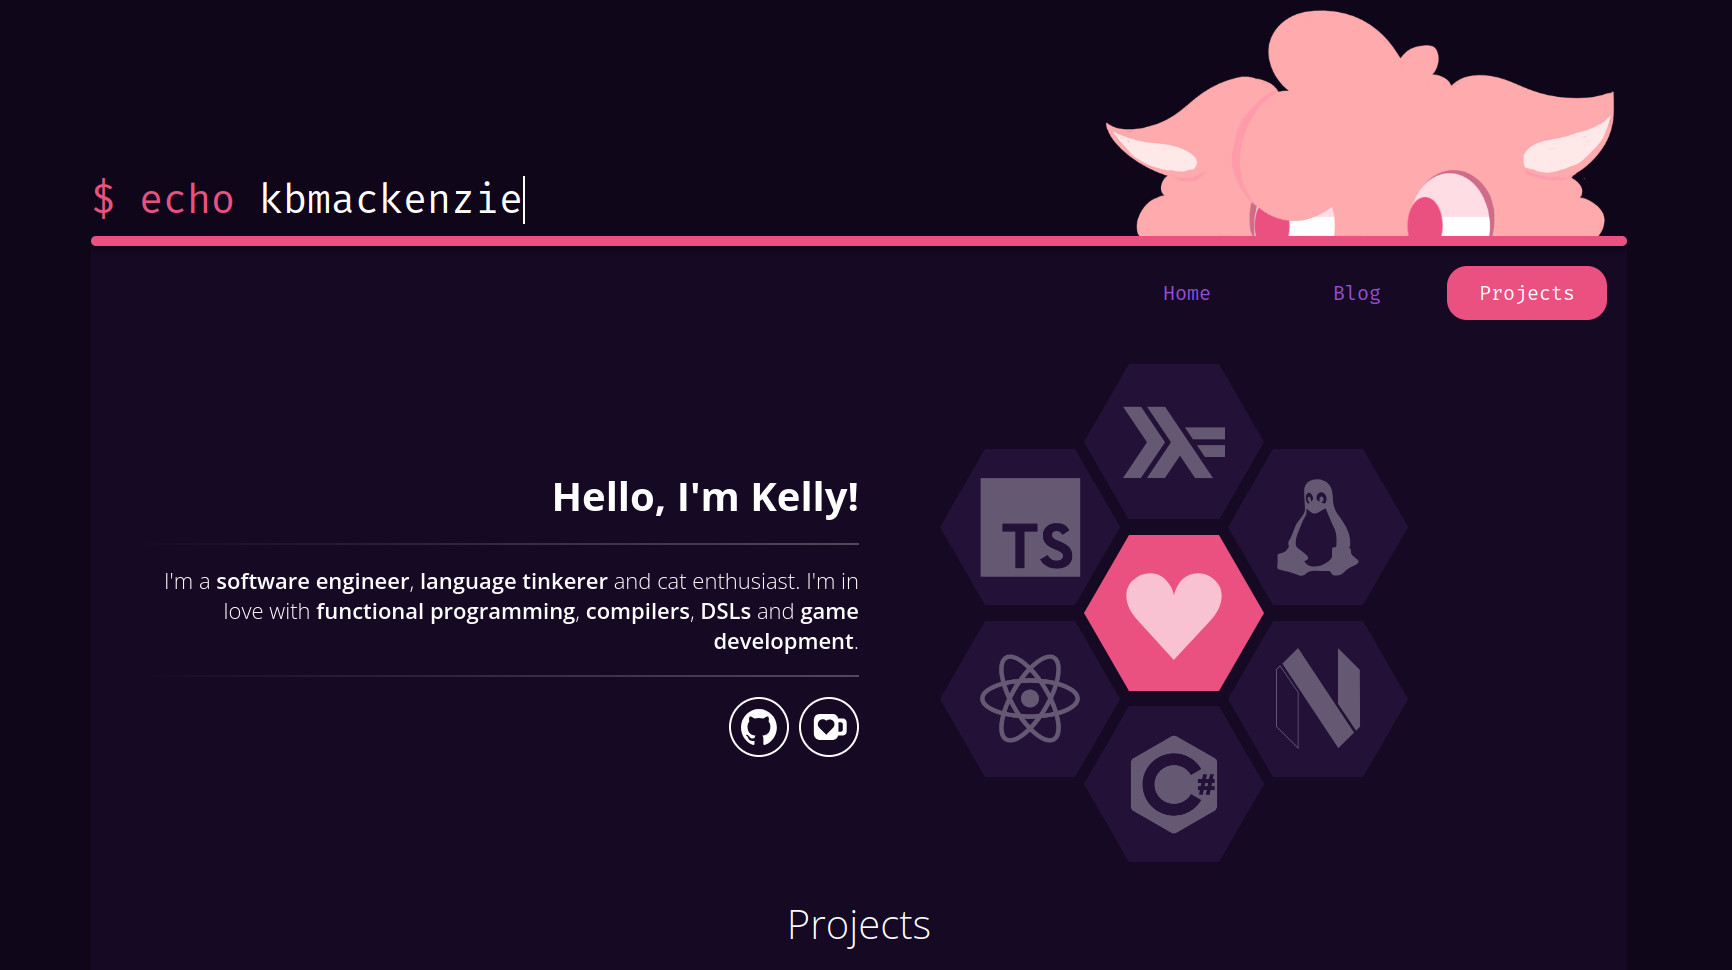 $ echo kbmackenzie
Home Blog Projects
Hello, I'm Kelly!
I'm a software engineer, language tinkerer and cat enthusiast. I'm in
love with functional programming, compilers, DSLs and game
development.
TS
C#
Projects